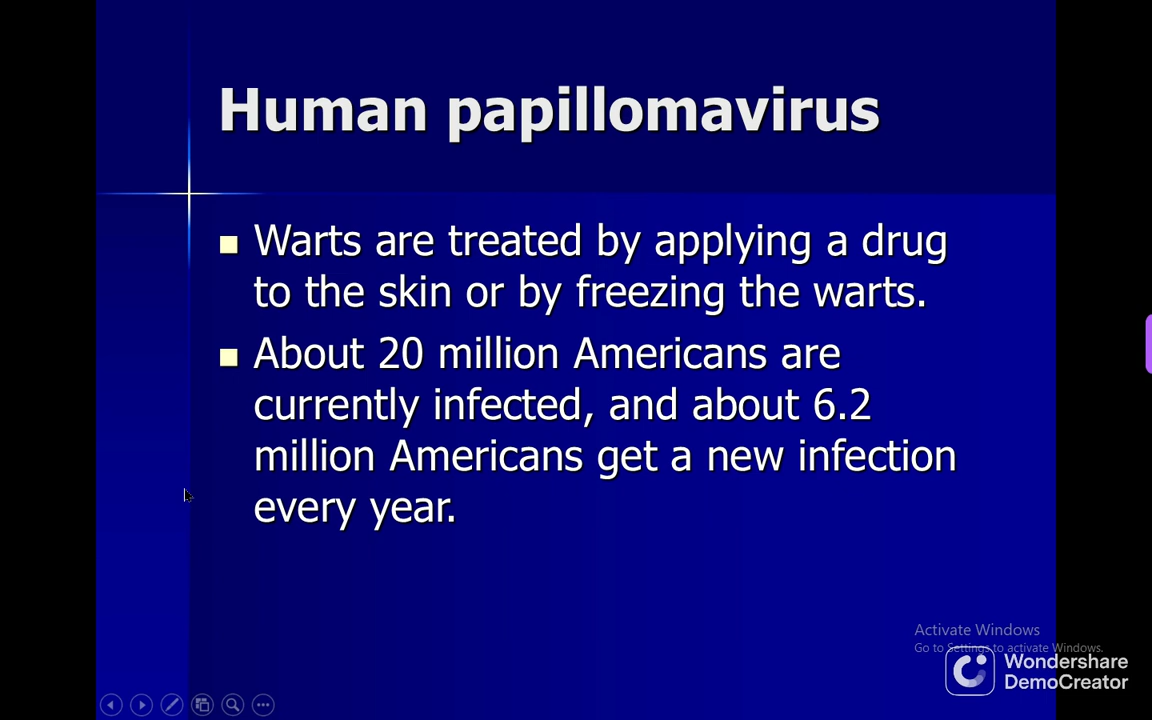 Human papillomavirus
Warts are treated by applying a drug
to the skin or by freezing the warts.
About 20 million Americans are
currently infected, and about 6.2
million Americans get a new infection
every year.
Activate Windows
Go to Settings to activate Windows.
Wondershare
DemoCreator